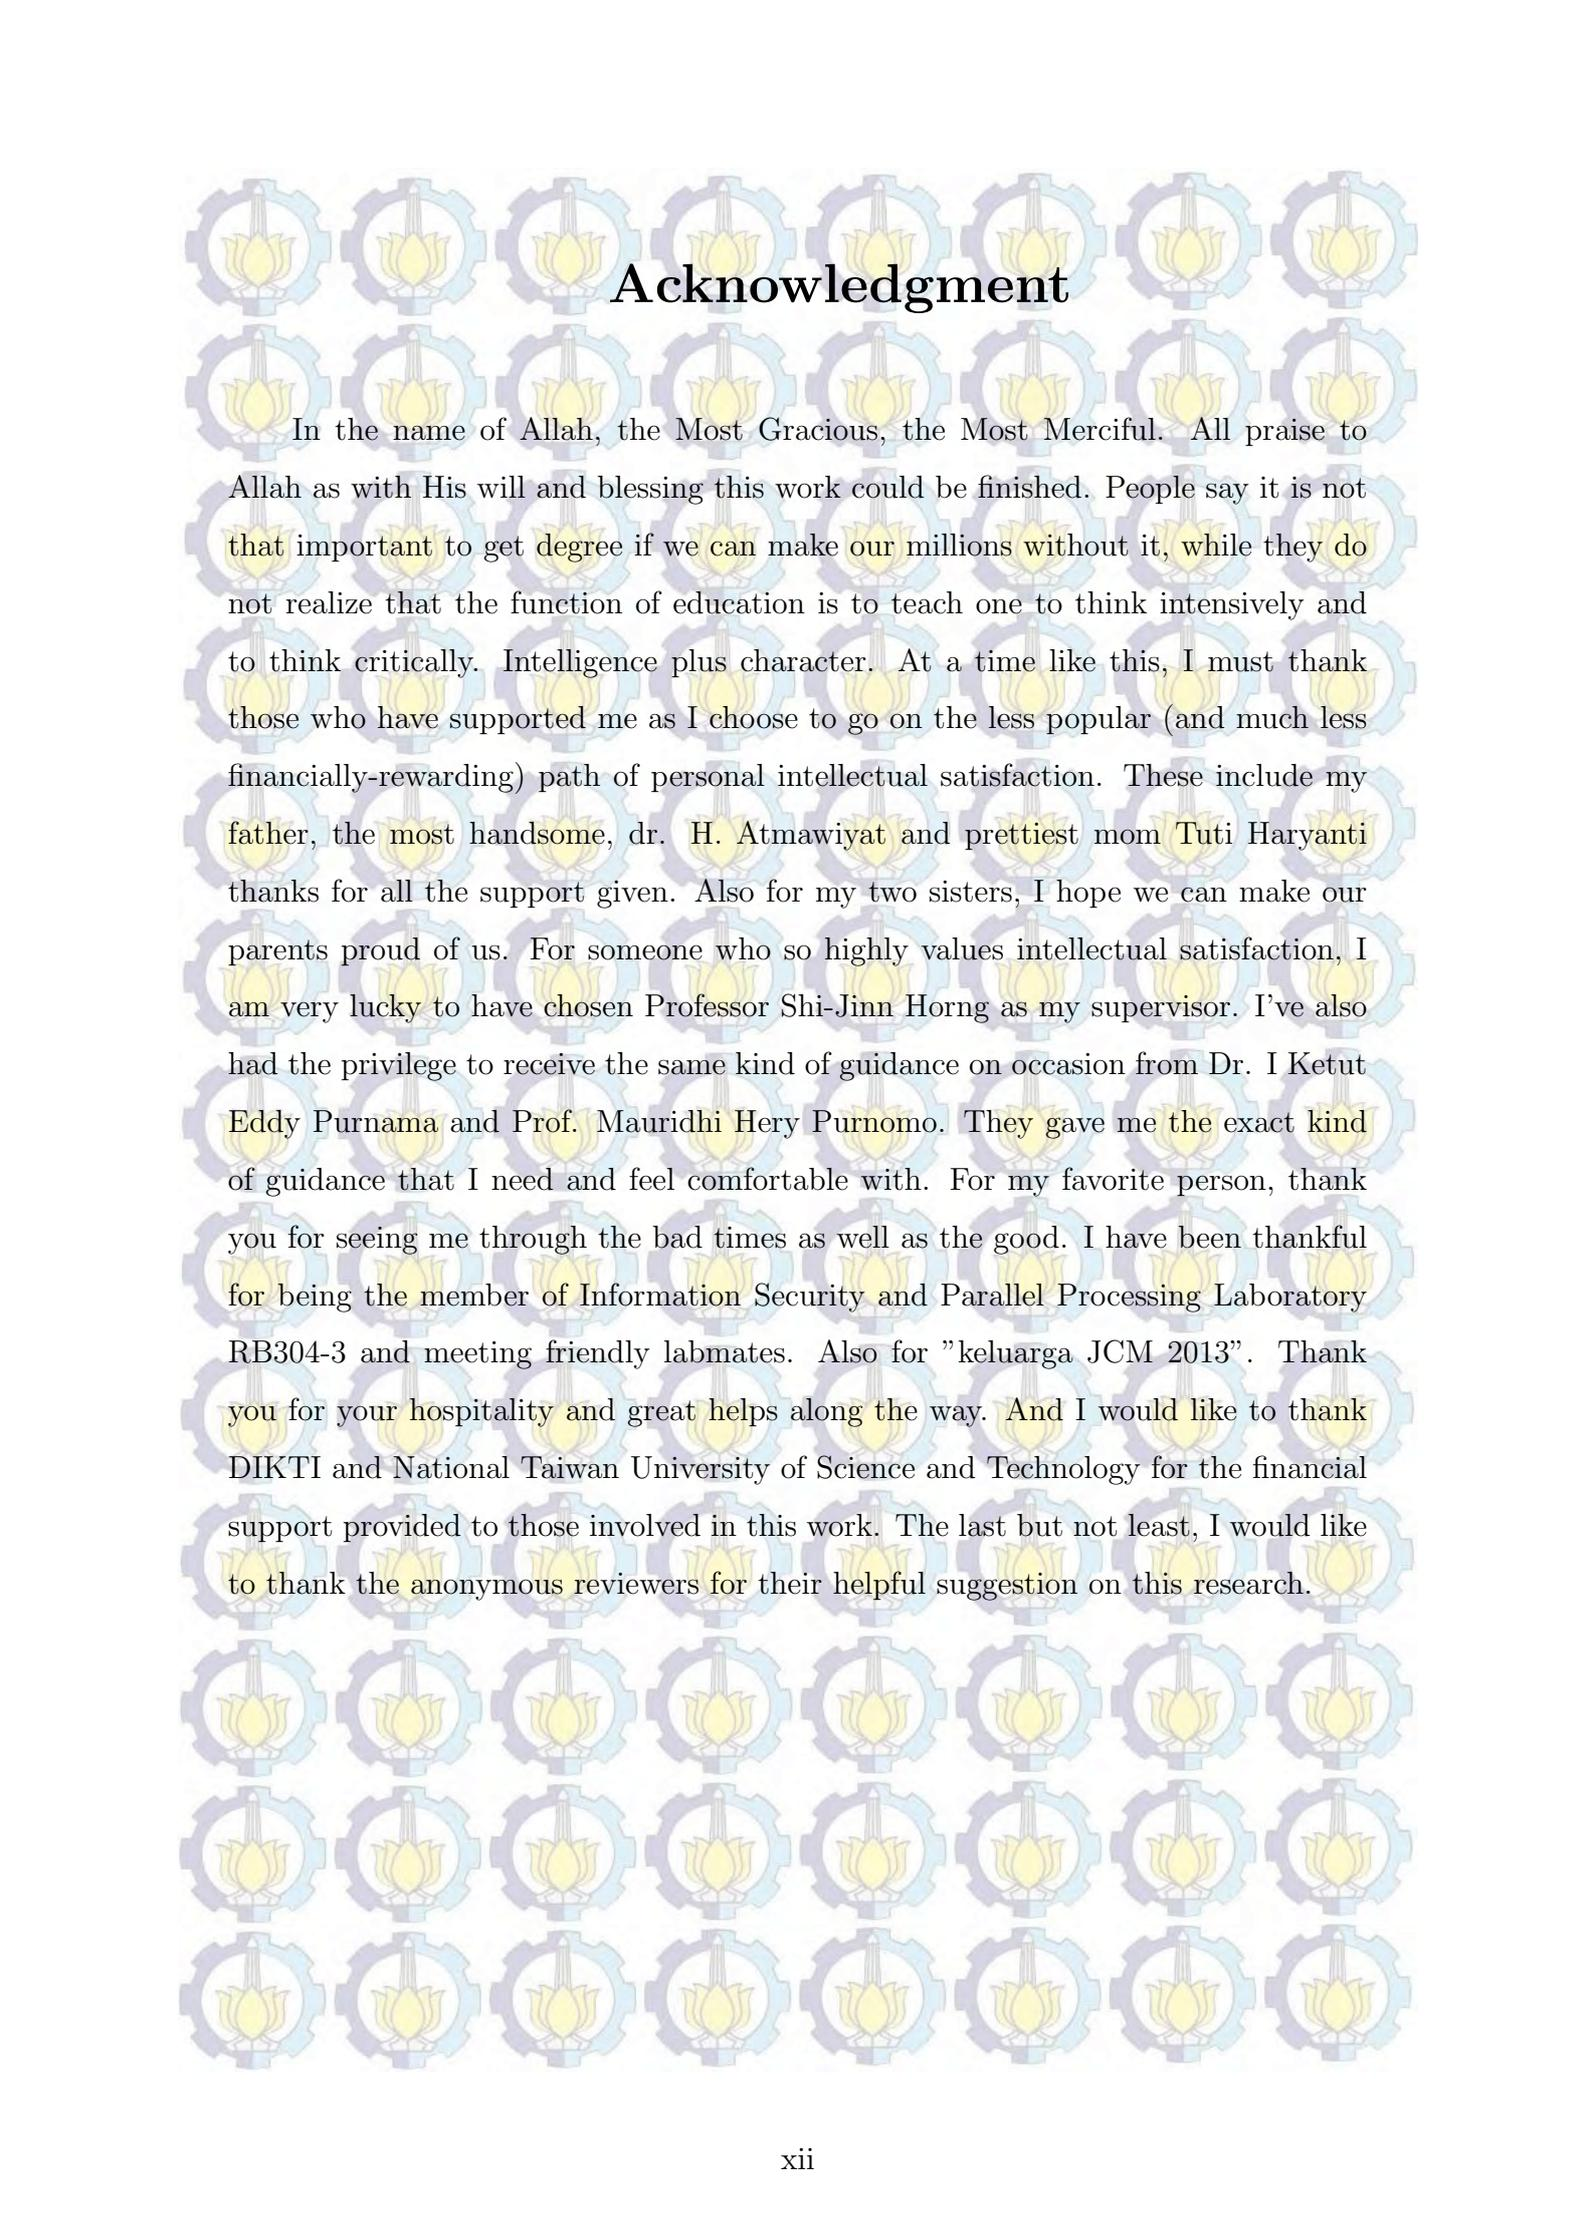 Acknowledgment
In the name of Allah, the Most Gracious, the Most Merciful. All praise to
Allah as with His will and blessing this work could be finished. People say it is not
that important to get degree if we can make our millions without it, while they do
not realize that the function of education is to teach one to think intensively and
to think critically. Intelligence plus character. At a time like this, I must thank
those who have supported me as I choose to go on the less popular (and much less
financially-rewarding) path of personal intellectual satisfaction. These include my
father, the most handsome, dr. H. Atmawiyat and prettiest mom Tuti Haryanti
thanks for all the support given. Also for my two sisters, I hope we can make our
parents proud of us. For someone who so highly values intellectual satisfaction, I
am very lucky to have chosen Professor Shi-Jinn Horng as my supervisor. I've also
had the privilege to receive the same kind of guidance on occasion from Dr. I Ketut
Eddy Purnama and Prof. Mauridhi Hery Purnomo. They gave me the exact kind
of guidance that I need and feel comfortable with. For my favorite person, thank
you for seeing me through the bad times as well as the good. I have been thankful
for being the member of Information Security and Parallel Processing Laboratory
RB304-3 and meeting friendly labmates. Also for ”keluarga JCM 2013”. Thank
you for your hospitality and great helps along the way. And I would like to thank
DIKTI and National Taiwan University of Science and Technology for the financial
support provided to those involved in this work. The last but not least, I would like
to thank the anonymous reviewers for their helpful suggestion on this research.
xii